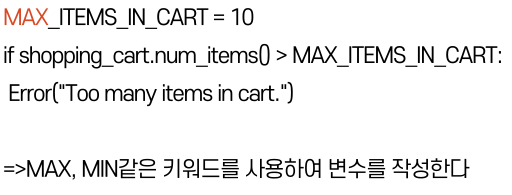 MAX_ITEMS_IN_CART = 10
if shopping_cart.num_items() > MAX_ITEMS_IN_CART:
Error("Too many items in cart.")
=>MAX, MIN같은 키워드를 사용하여 변수를 작성한다